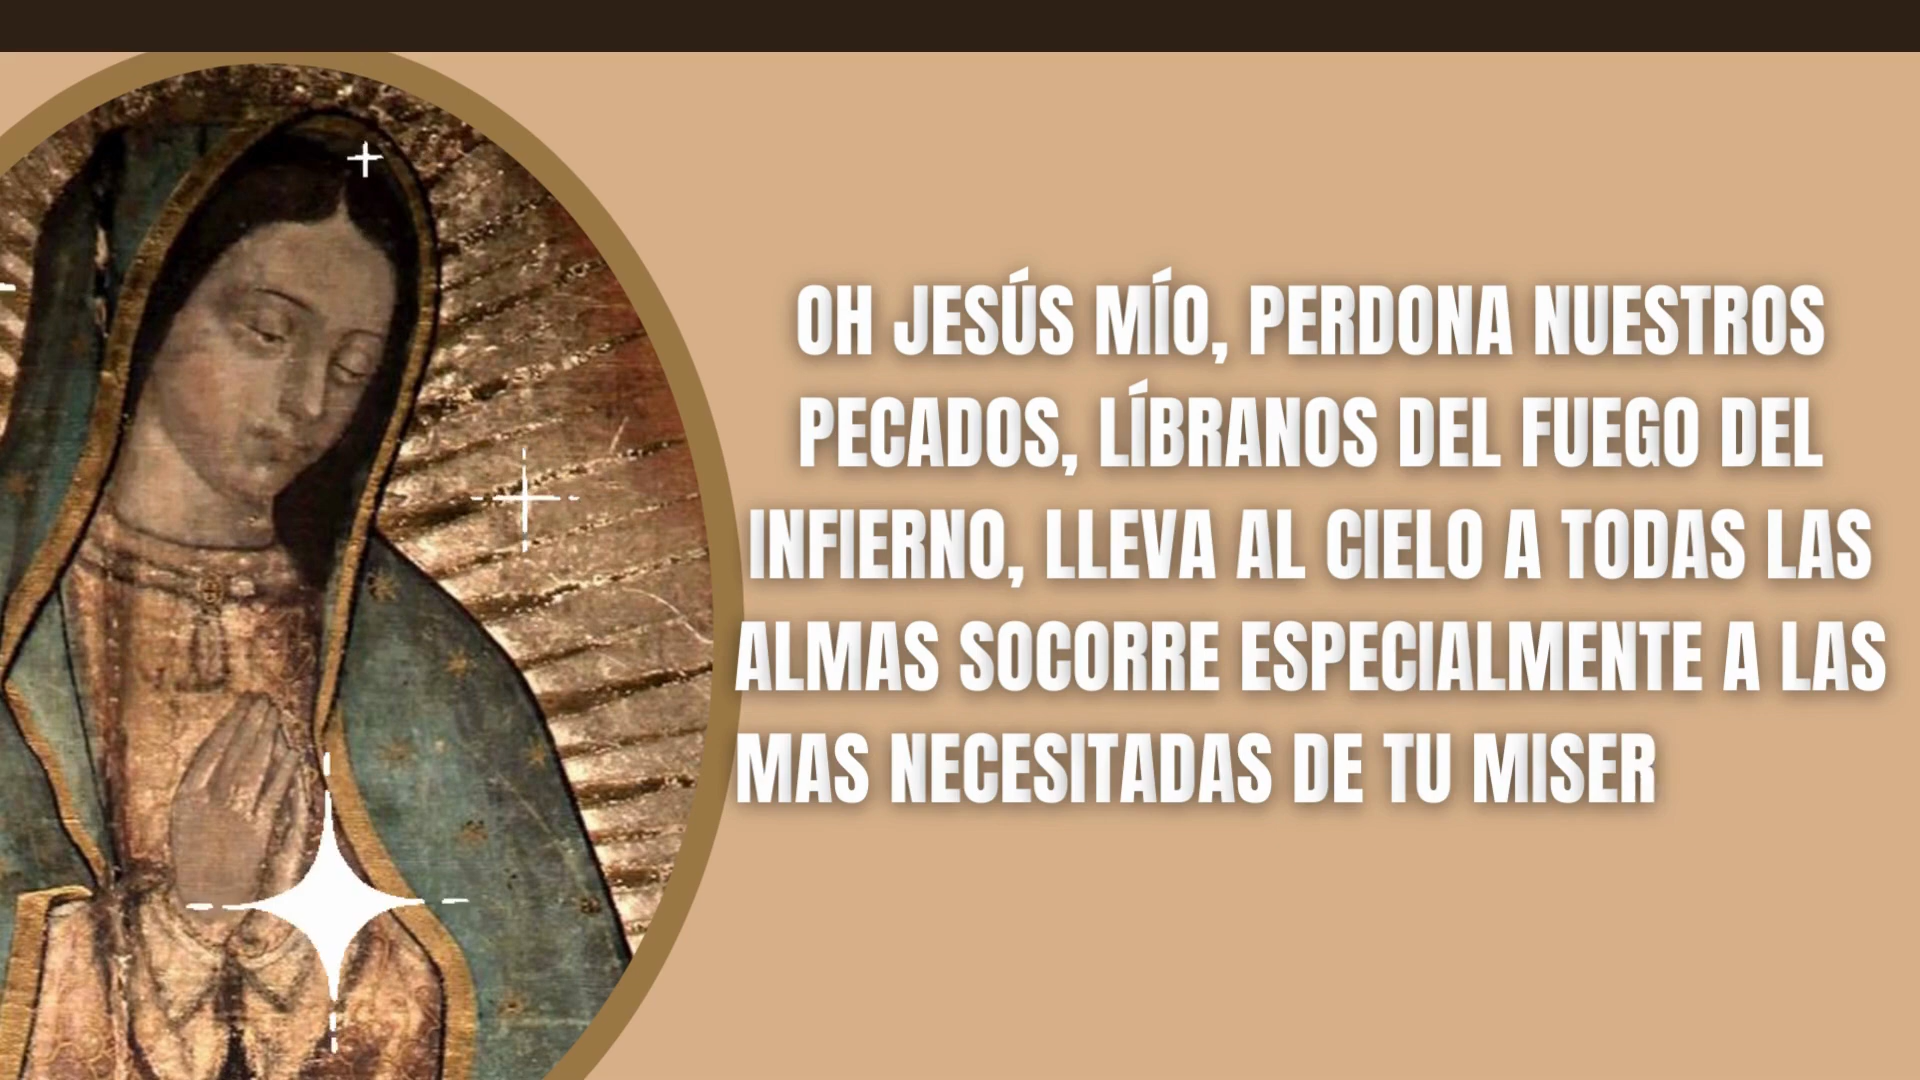 OH JESÚS MÍO, PERDONA NUESTROS
PECADOS, LÍBRANOS DEL FUEGO DEL
INFIERNO, LLEVA AL CIELO A TODAS LAS
ALMAS SOCORRE ESPECIALMENTE A LAS
MAS NECESITADAS DE TU MISER